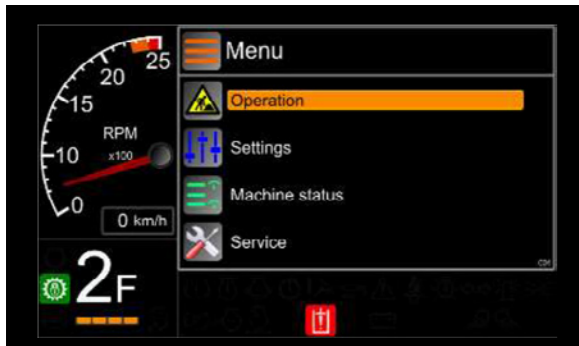 Menu
25
20
15
RPM
x100
10
0
0 km/h
Operation
Settings
Machine status
Service
2F